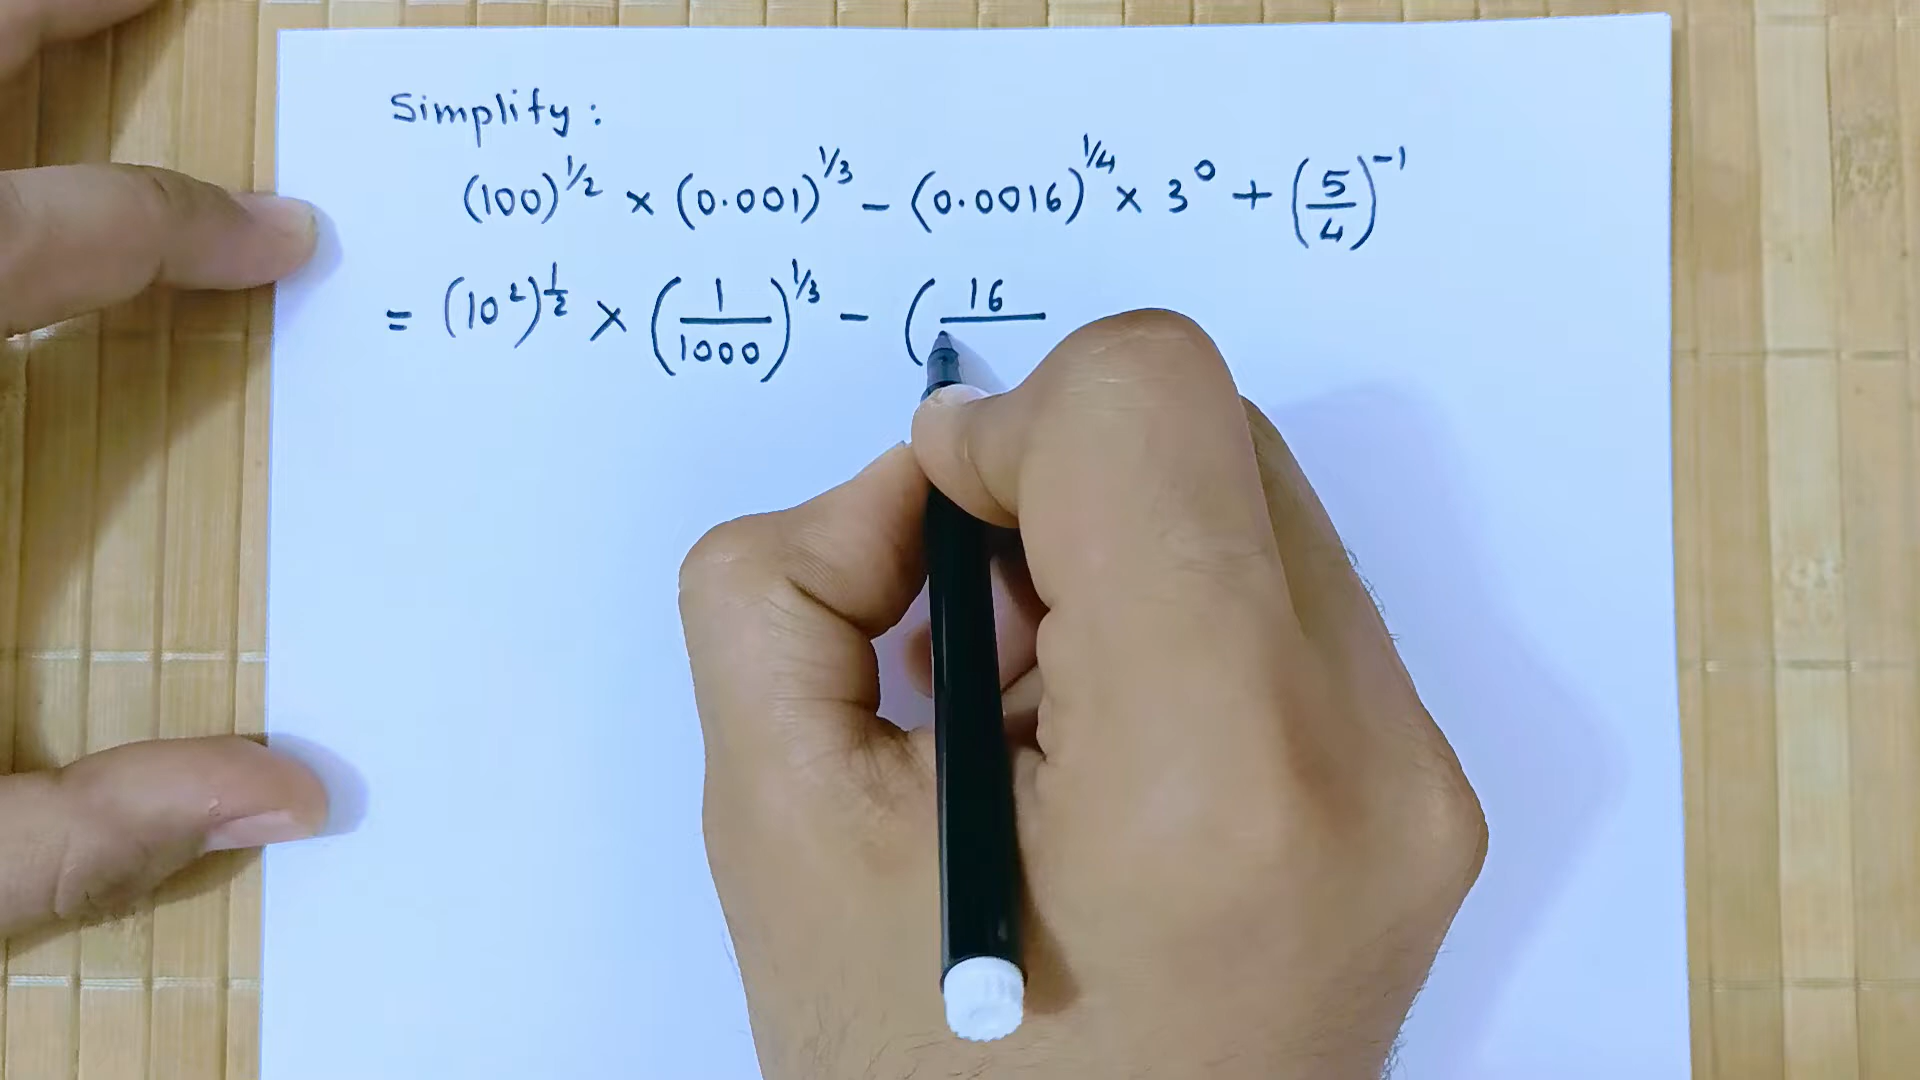 Simplify:
(100)^1/2 × (0.001)^1/3 - (0.0016)^1/4 × 3^0 + (5/4)^-1
= (10^2)^1/2 × (1/1000)^1/3 - (16/